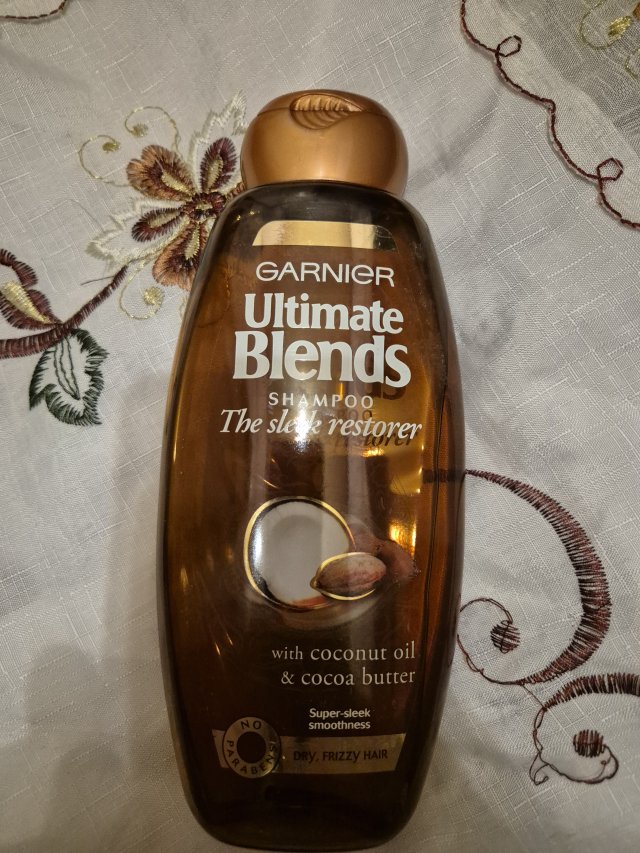 GARNIER
Ultimate
Blends
SHAMPOO
The sleek restorer
with coconut oil
& cocoa butter
Super-sleek
smoothness
NO PARABENS
DRY, FRIZZY HAIR